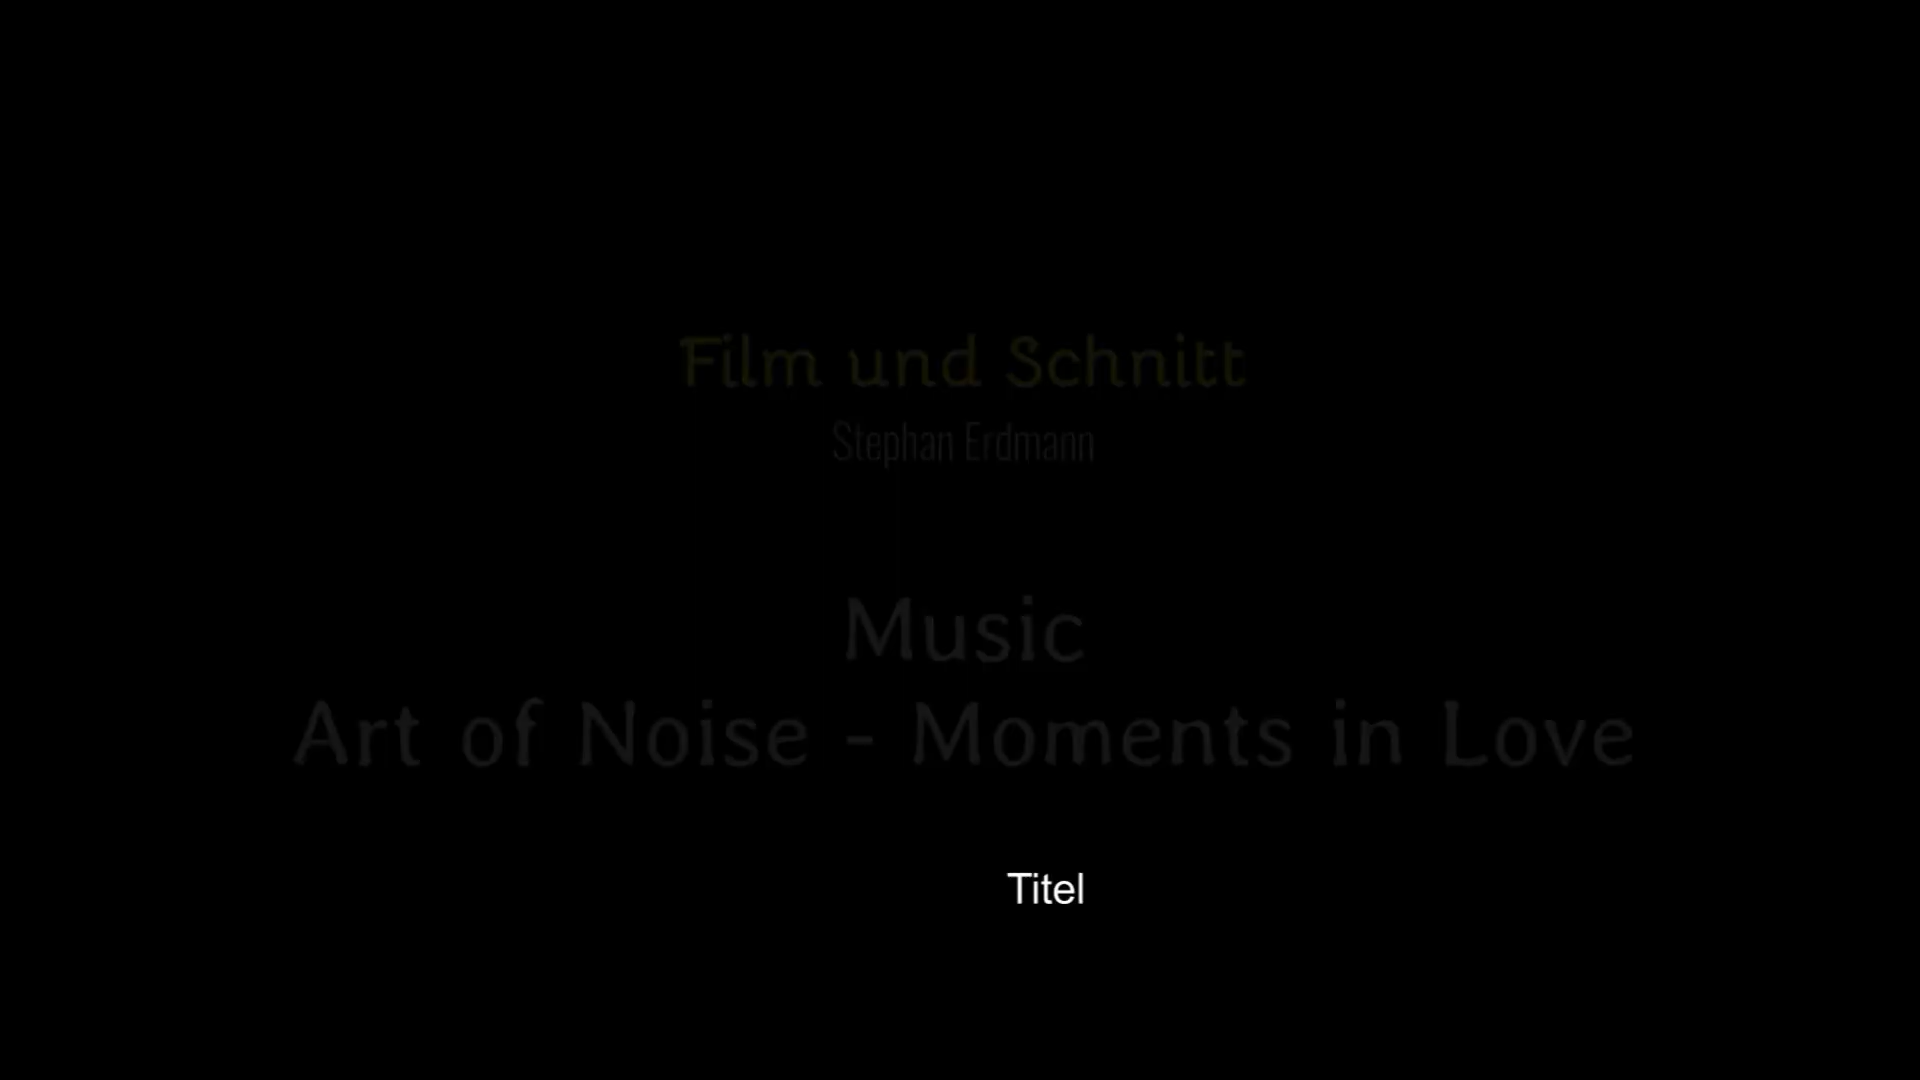 Film und Schnitt
Stephan Erdmann
Music
Art of Noise - Moments in Love
Titel